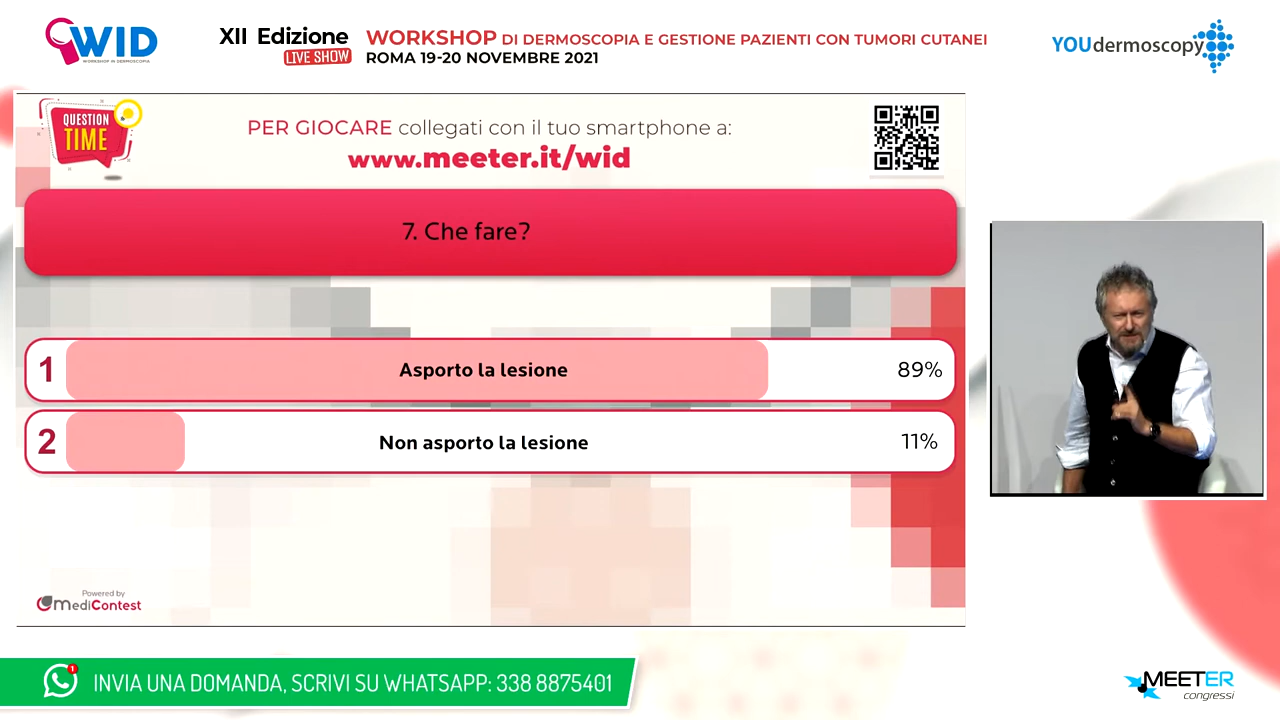 WID
WORKSHOP IN DERMOSCOPIA
XII Edizione
LIVE SHOW
WORKSHOP DI DERMOSCOPIA E GESTIONE PAZIENTI CON TUMORI CUTANEI
ROMA 19-20 NOVEMBRE 2021
YOUdermoscopy
QUESTION
TIME
PER GIOCARE collegati con il tuo smartphone a:
www.meeter.it/wid
7. Che fare?
1 Asporto la lesione 89%
2 Non asporto la lesione 11%
Powered by
mediContest
1
INVIA UNA DOMANDA, SCRIVI SU WHATSAPP: 338 8875401
MEETER
congressi